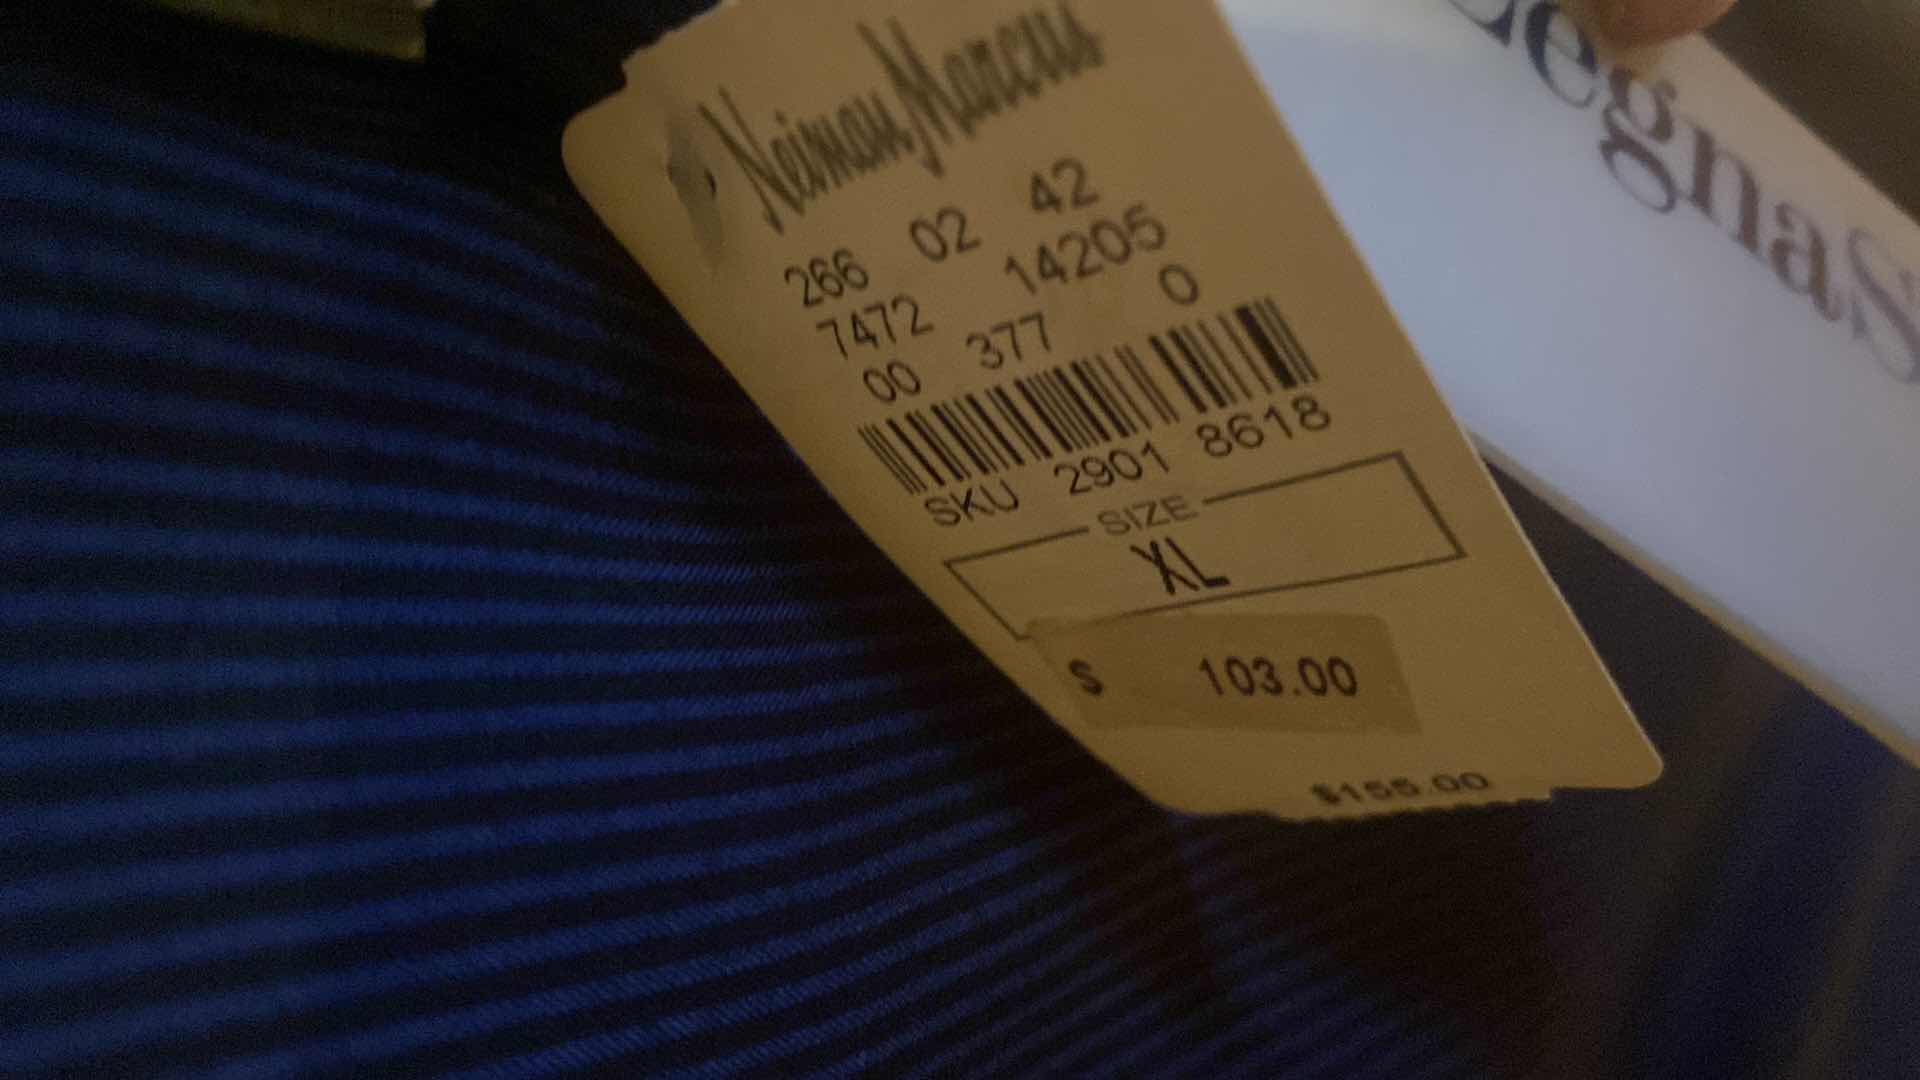 Neiman Marcus
266 02 42
7472 14205
00 377 0
SKU 2901 8618
SIZE
XL
$ 103.00
$155.00
ZegnaS